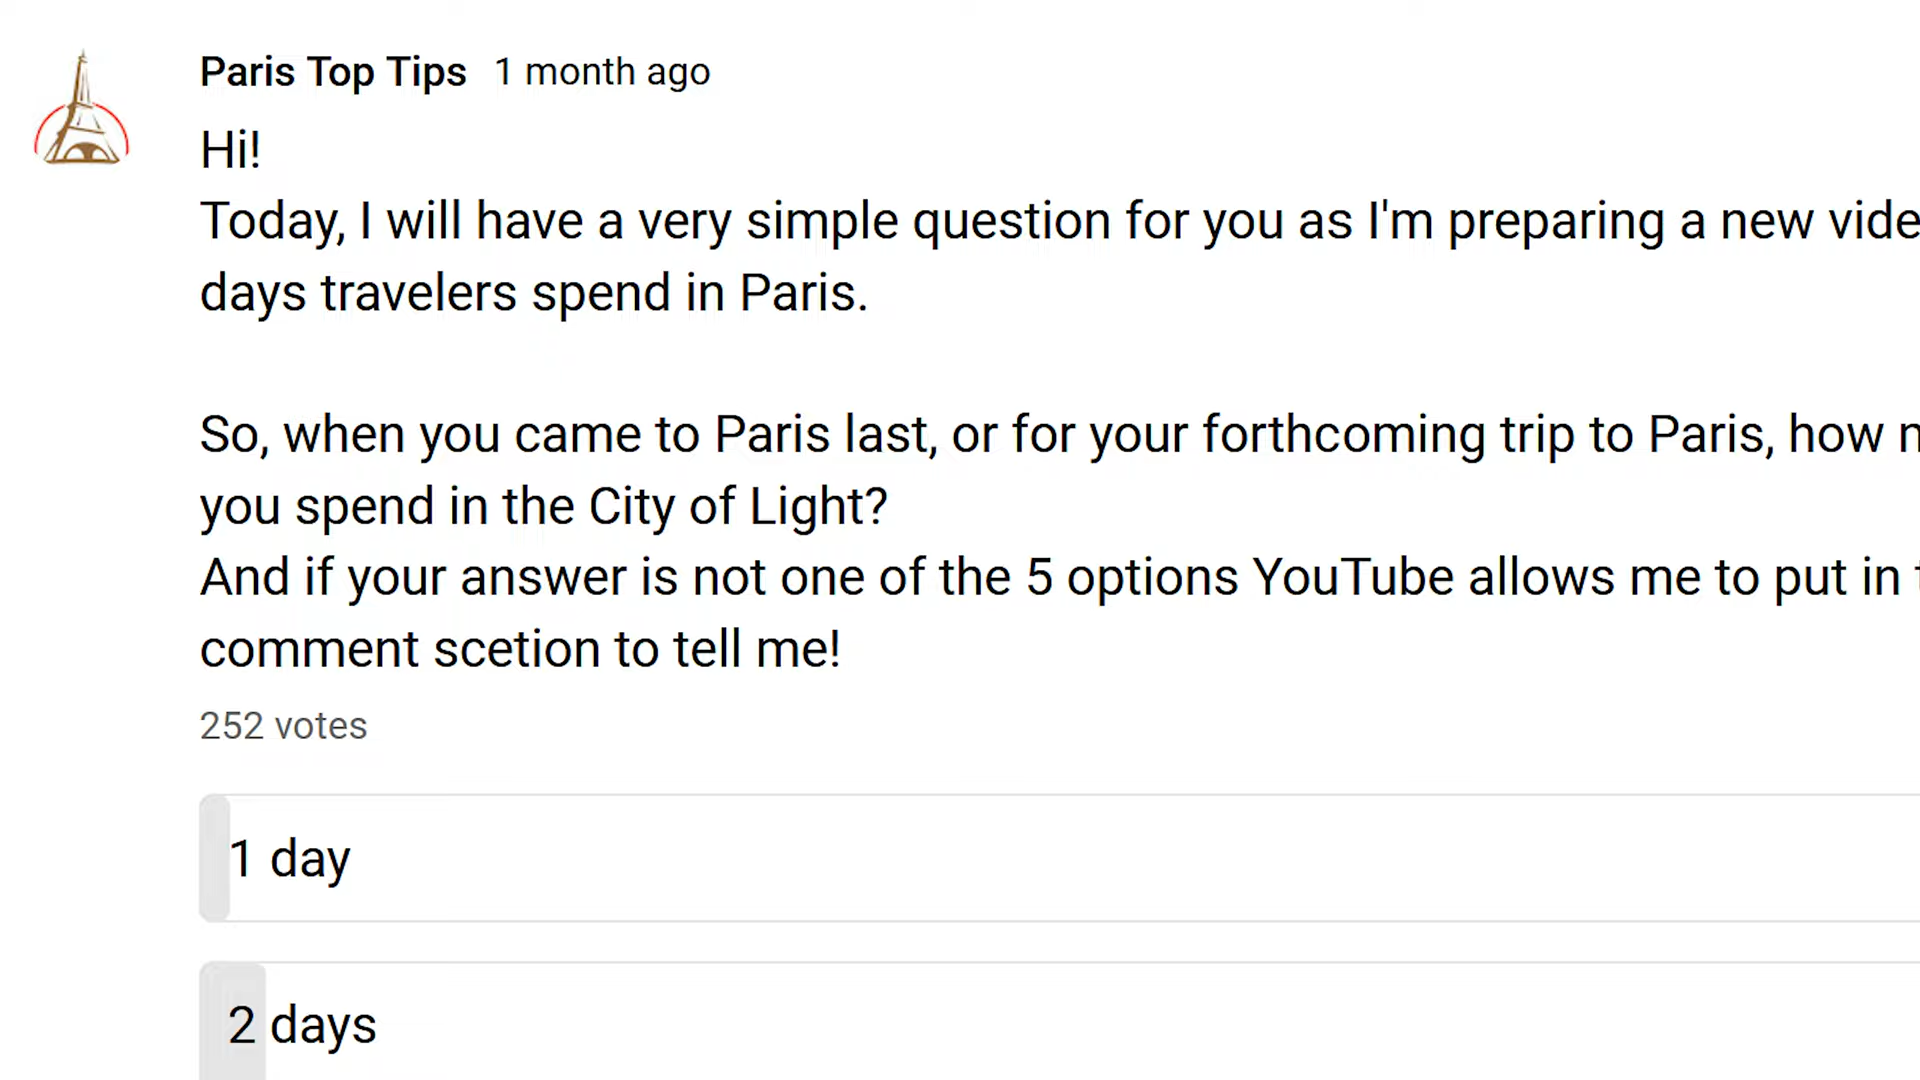 Paris Top Tips 1 month ago
Hi!
Today, I will have a very simple question for you as I'm preparing a new
days travelers spend in Paris.
So, when you came to Paris last, or for your forthcoming trip to Paris, how
you spend in the City of Light?
And if your answer is not one of the 5 options YouTube allows me to put in
comment scetion to tell me!
252 votes
1 day
2 days